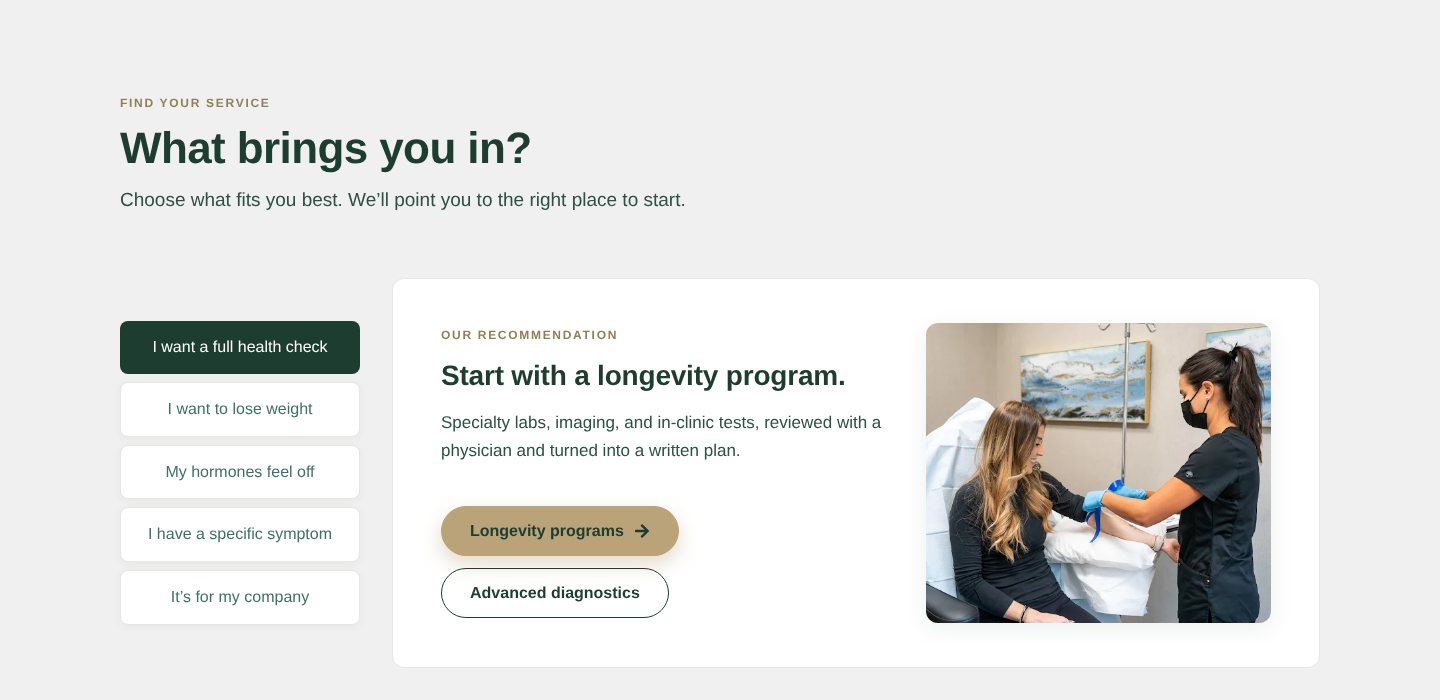 FIND YOUR SERVICE
What brings you in?
Choose what fits you best. We’ll point you to the right place to start.
I want a full health check
I want to lose weight
My hormones feel off
I have a specific symptom
It’s for my company
OUR RECOMMENDATION
Start with a longevity program.
Specialty labs, imaging, and in-clinic tests, reviewed with a
physician and turned into a written plan.
Longevity programs
Advanced diagnostics